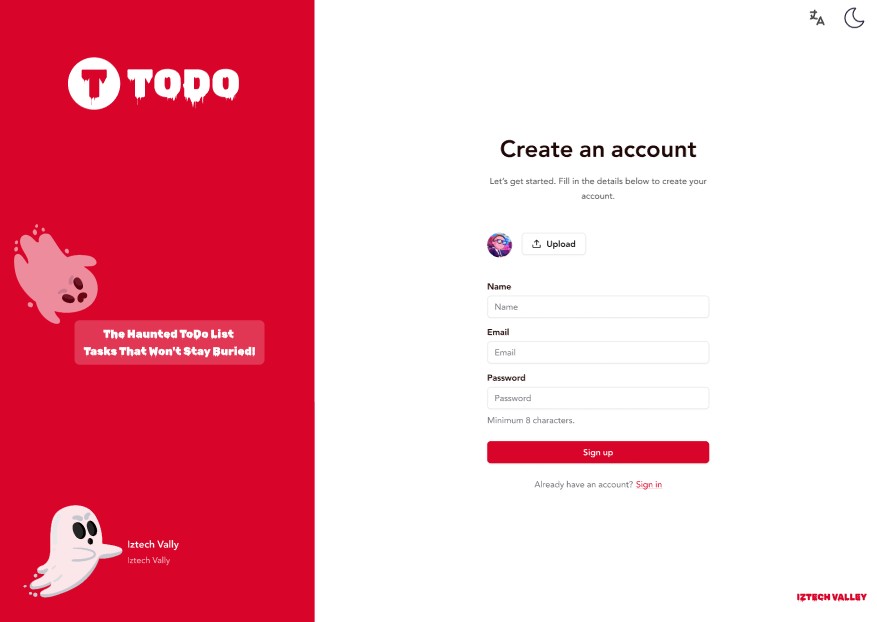 T TODO
The Haunted ToDo List
Tasks That Won't Stay Buried!
Iztech Vally
Iztech Vally
Create an account
Let's get started. Fill in the details below to create your
account.
Upload
Name
Name
Email
Email
Password
Password
Minimum 8 characters.
Sign up
Already have an account? Sign in
IZTECH VALLEY